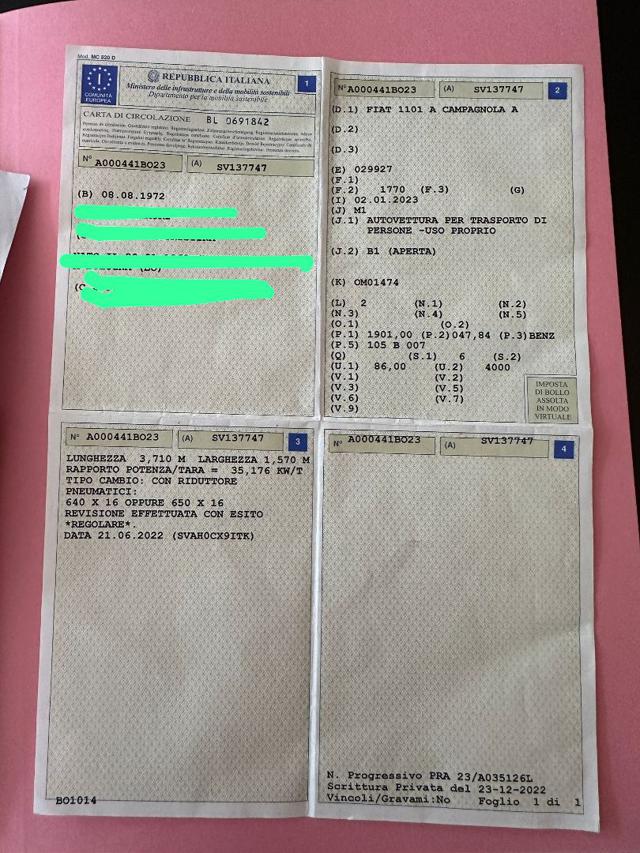 Mod. MC 820 D
COMUNITÀ EUROPEA
I
REPUBBLICA ITALIANA
Ministero delle infrastrutture e della mobilità sostenibili
Dipartimento per la mobilità sostenibile
1
CARTA DI CIRCOLAZIONE BL 0691842
N° A000441BO23 (A) SV137747
(B) 08.08.1972
(BO)
N° A000441BO23 (A) SV137747 2
(D.1) FIAT 1101 A CAMPAGNOLA A
(D.2)
(D.3)
(E) 029927
(F.1)
(F.2) 1770 (F.3) (G)
(I) 02.01.2023
(J) M1
(J.1) AUTOVETTURA PER TRASPORTO DI
PERSONE -USO PROPRIO
(J.2) B1 (APERTA)
(K) OM01474
(L) 2 (N.1) (N.2)
(N.3) (N.4) (N.5)
(O.1) (O.2)
(P.1) 1901,00 (P.2)047,84 (P.3)BENZ
(P.5) 105 B 007
(Q) (S.1) 6 (S.2)
(U.1) 86,00 (U.2) 4000
(V.1) (V.2)
(V.3) (V.5)
(V.6) (V.7)
(V.9)
IMPOSTA
DI BOLLO
ASSOLTA
IN MODO
VIRTUALE
N° A000441BO23 (A) SV137747 3
LUNGHEZZA 3,710 M LARGHEZZA 1,570 M
RAPPORTO POTENZA/TARA = 35,176 KW/T
TIPO CAMBIO: CON RIDUTTORE
PNEUMATICI:
640 X 16 OPPURE 650 X 16
REVISIONE EFFETTUATA CON ESITO
*REGOLARE*.
DATA 21.06.2022 (SVAH0CX9ITK)
BO1014
N° A000441BO23 (A) SV137747 4
N. Progressivo PRA 23/A035126L
Scrittura Privata del 23-12-2022
Vincoli/Gravami:No Foglio 1 di 1